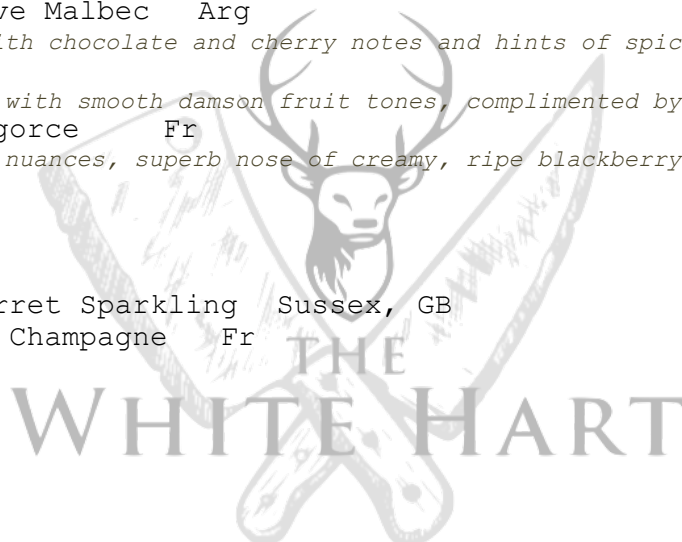 ve Malbec Arg
ith chocolate and cherry notes and hints of spic
with smooth damson fruit tones, complimented by
gorce Fr
nuances, superb nose of creamy, ripe blackberry
rret Sparkling Sussex, GB
Champagne Fr
THE
WHITE HART